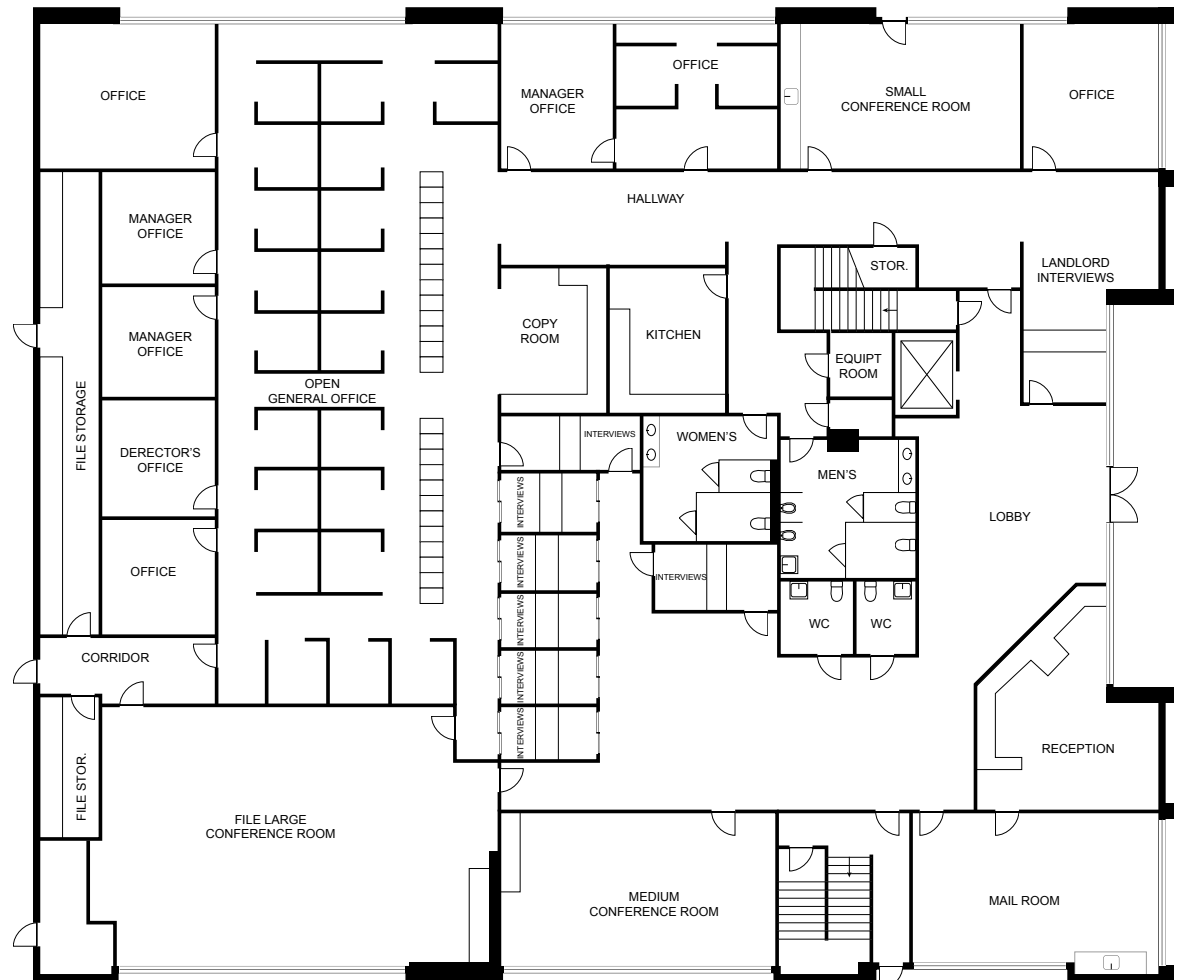 OFFICE
MANAGER
OFFICE
OFFICE
SMALL
CONFERENCE ROOM
OFFICE
HALLWAY
MANAGER
OFFICE
STOR.
LANDLORD
INTERVIEWS
MANAGER
OFFICE
COPY
ROOM
KITCHEN
EQUIPT
ROOM
OPEN
GENERAL OFFICE
FILE STORAGE
DERECTOR'S
OFFICE
INTERVIEWS
WOMEN'S
MEN'S
INTERVIEWS
LOBBY
INTERVIEWS
OFFICE
INTERVIEWS
INTERVIEWS
WC
WC
CORRIDOR
INTERVIEWS
INTERVIEWS
RECEPTION
FILE STOR.
FILE LARGE
CONFERENCE ROOM
MEDIUM
CONFERENCE ROOM
MAIL ROOM